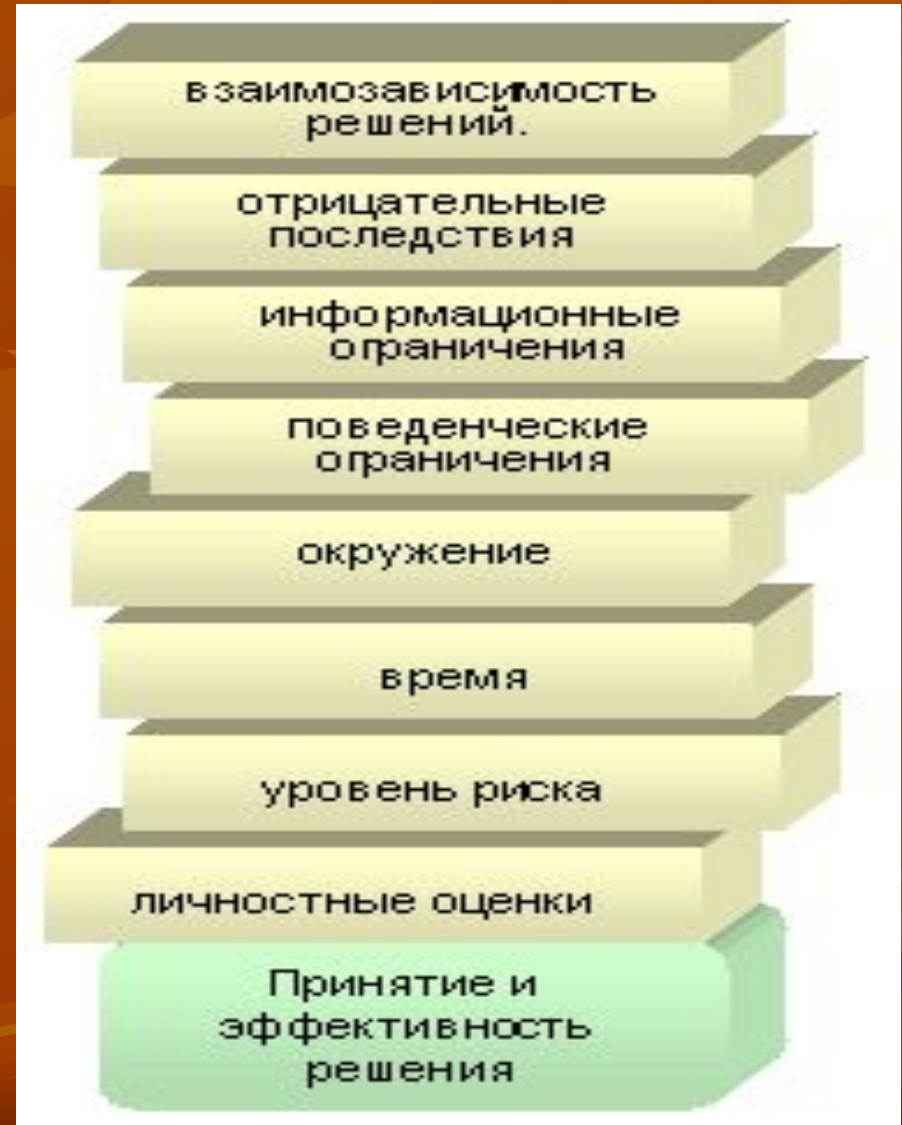 взаимозависимость
решений.
отрицательные
последствия
информационные
ограничения
поведенческие
ограничения
окружение
время
уровень риска
личностные оценки
Принятие и
эффективность
решения